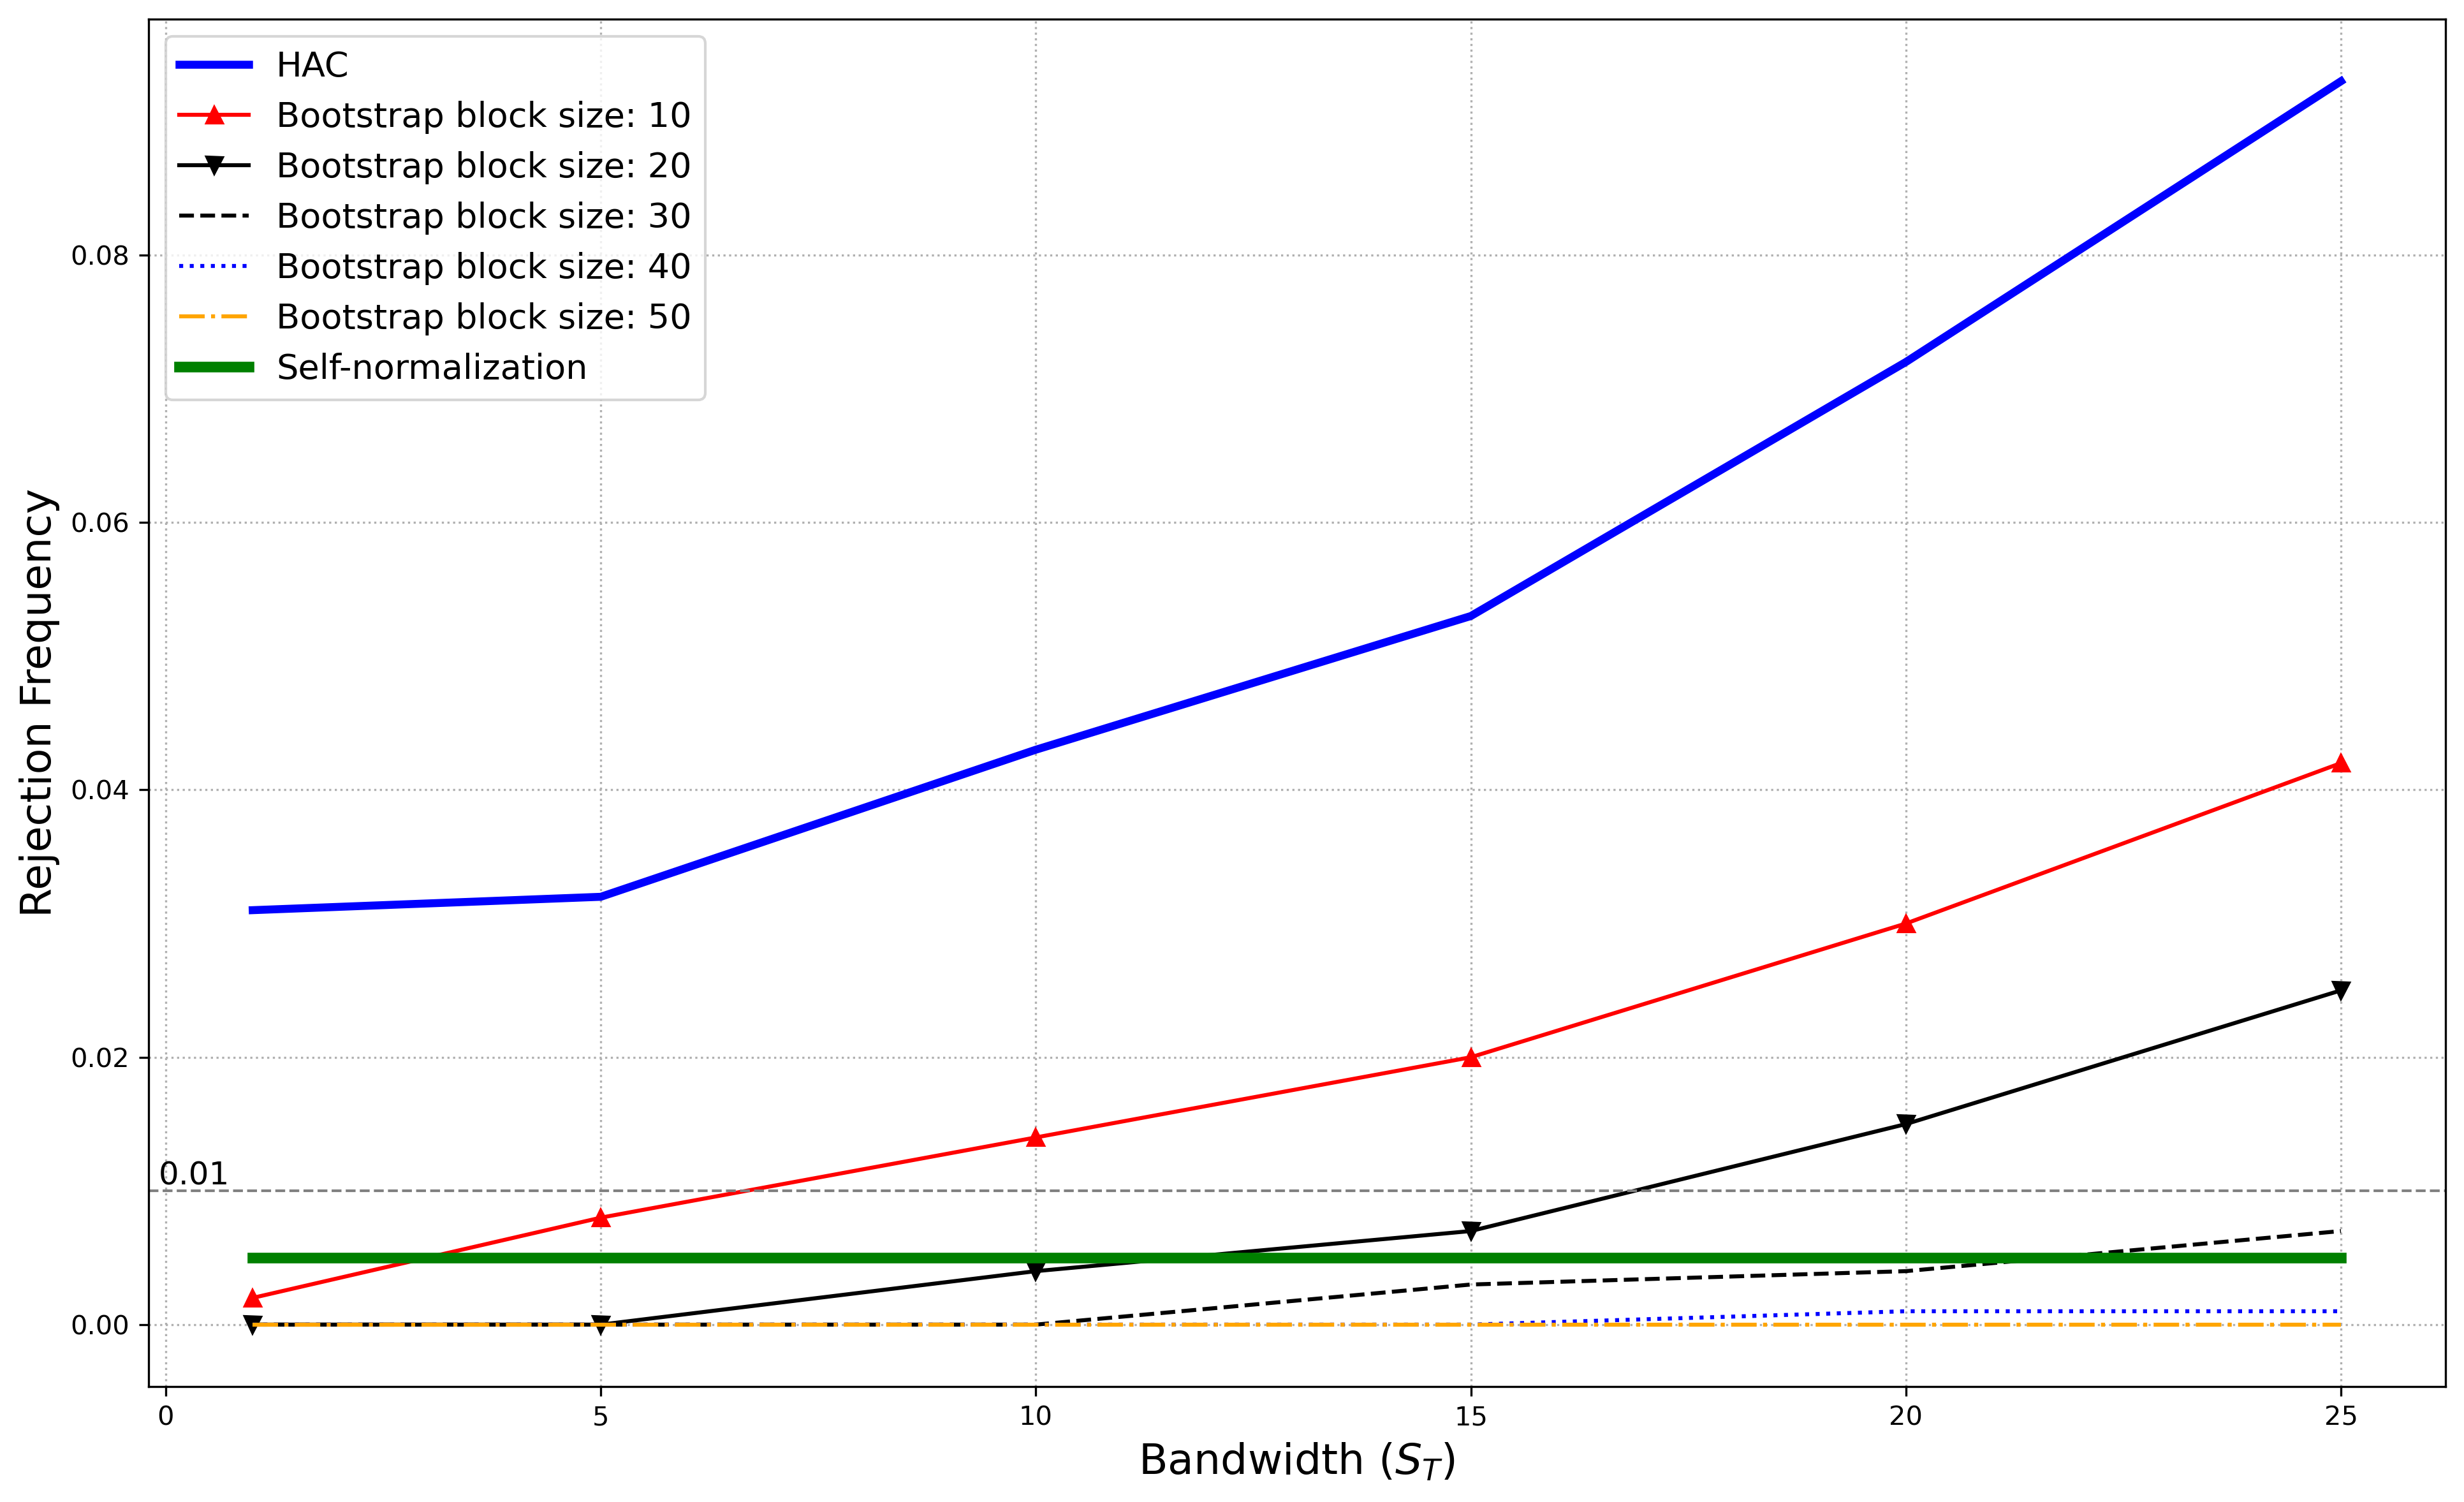 HAC
Bootstrap block size: 10
Bootstrap block size: 20
Bootstrap block size: 30
Bootstrap block size: 40
Bootstrap block size: 50
Self-normalization
Rejection Frequency
0.08
0.06
0.04
0.02
0.01
0.00
0 5 10 15 20 25
Bandwidth (S_T)